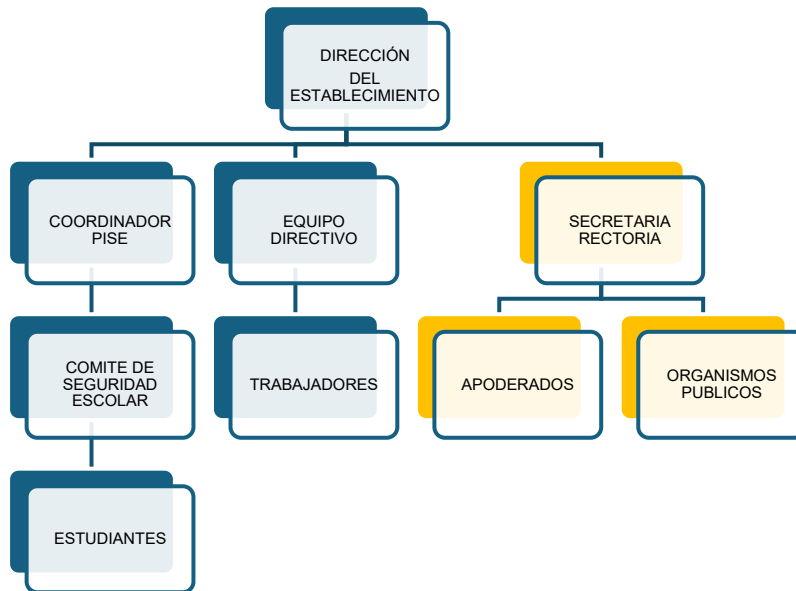 DIRECCIÓN
DEL
ESTABLECIMIENTO
COORDINADOR
PISE
EQUIPO
DIRECTIVO
SECRETARIA
RECTORIA
COMITE DE
SEGURIDAD
ESCOLAR
TRABAJADORES
APODERADOS
ORGANISMOS
PUBLICOS
ESTUDIANTES